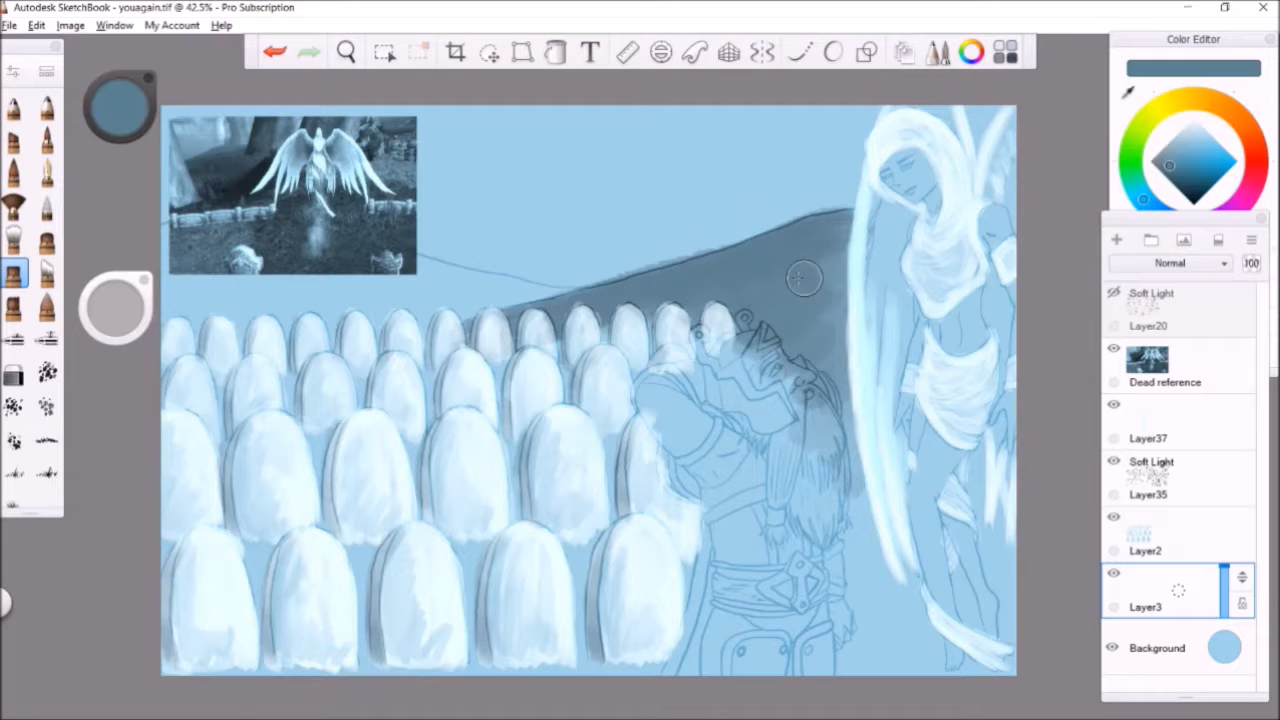 Autodesk SketchBook - youagain.tif @ 42.5% - Pro Subscription
File Edit Image Window My Account Help
T
Color Editor
Normal 100
Soft Light
Layer20
Dead reference
Layer37
Soft Light
Layer35
Layer2
Layer3
Background